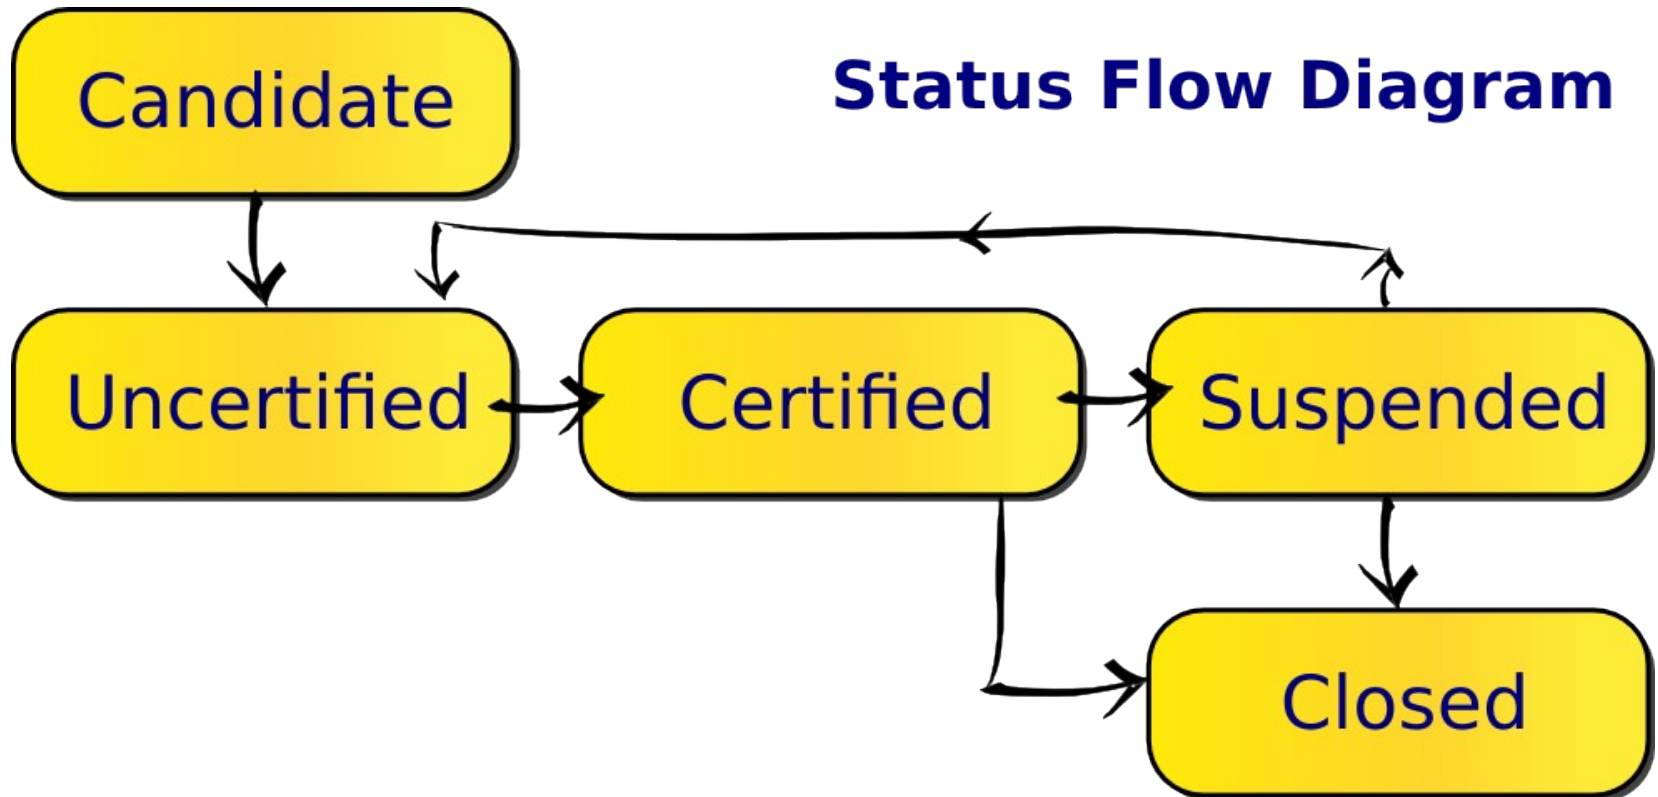 Candidate
Status Flow Diagram
Uncertified
Certified
Suspended
Closed